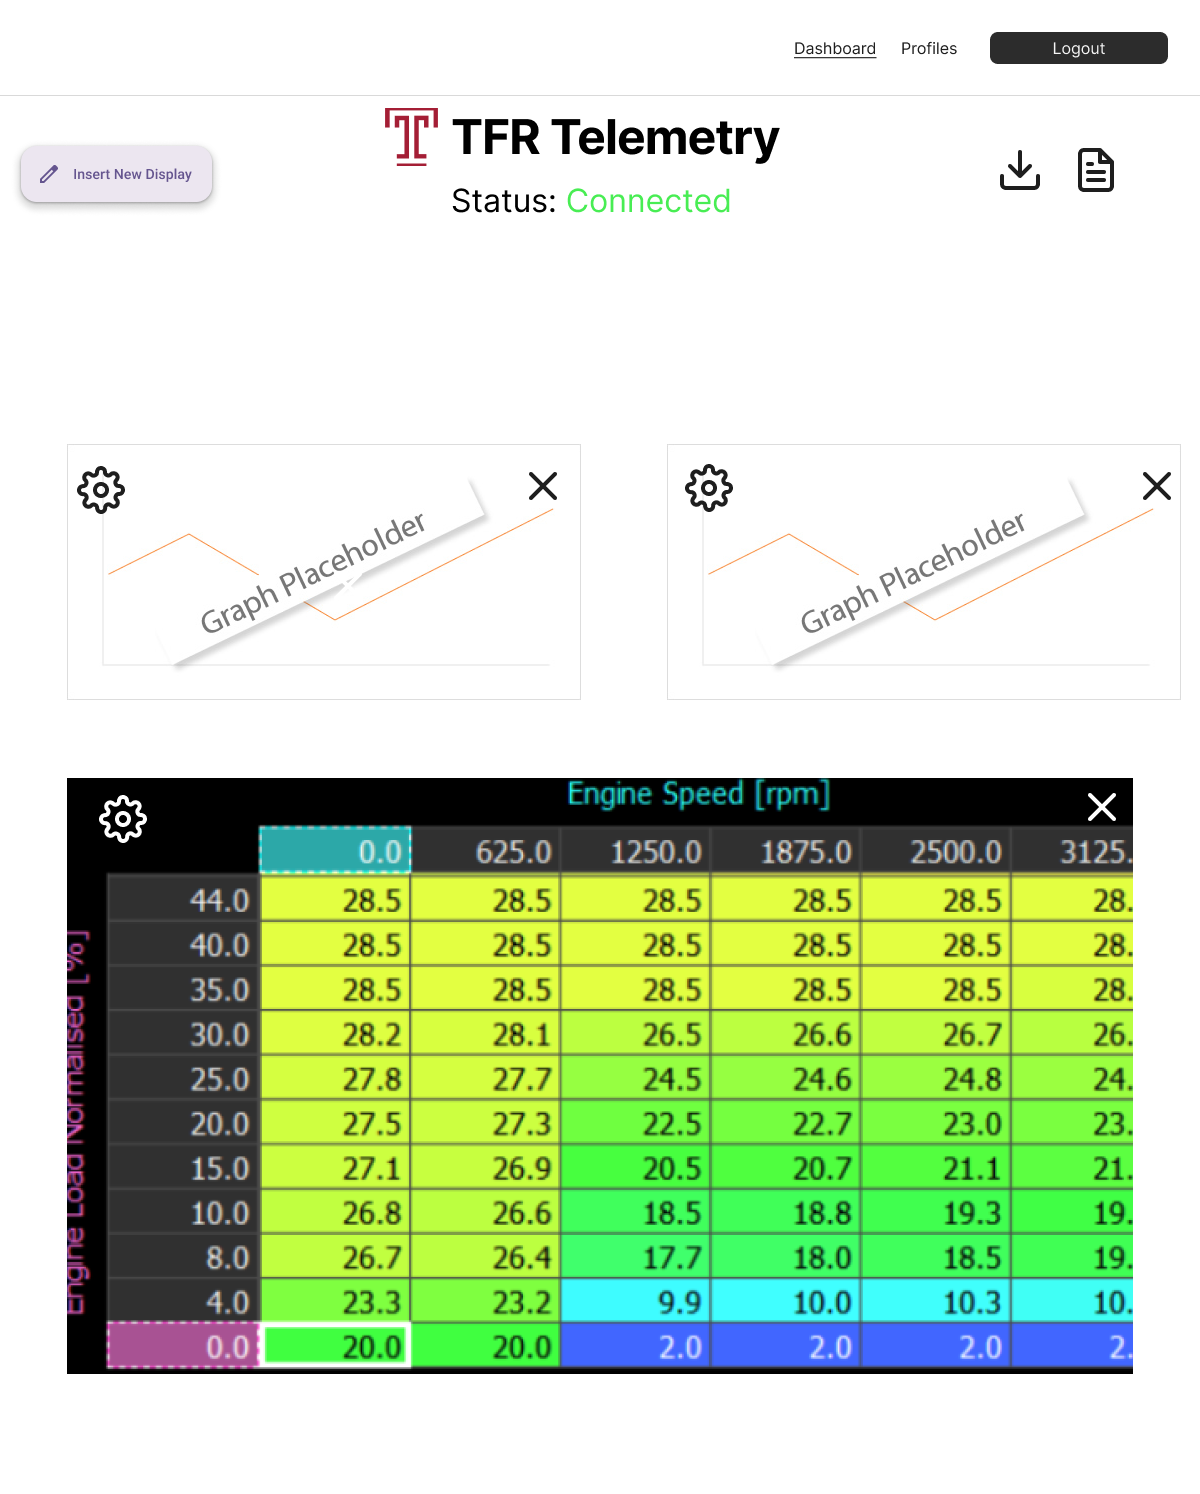 Dashboard Profiles Logout
TFR Telemetry
Insert New Display
Status: Connected
Graph Placeholder
Graph Placeholder
Engine Speed [rpm]
0.0 625.0 1250.0 1875.0 2500.0 3125.
Engine Load Normalised [%]
44.0 28.5 28.5 28.5 28.5 28.5 28.
40.0 28.5 28.5 28.5 28.5 28.5 28.
35.0 28.5 28.5 28.5 28.5 28.5 28.
30.0 28.2 28.1 26.5 26.6 26.7 26.
25.0 27.8 27.7 24.5 24.6 24.8 24.
20.0 27.5 27.3 22.5 22.7 23.0 23.
15.0 27.1 26.9 20.5 20.7 21.1 21.
10.0 26.8 26.6 18.5 18.8 19.3 19.
8.0 26.7 26.4 17.7 18.0 18.5 19.
4.0 23.3 23.2 9.9 10.0 10.3 10.
0.0 20.0 20.0 2.0 2.0 2.0 2.